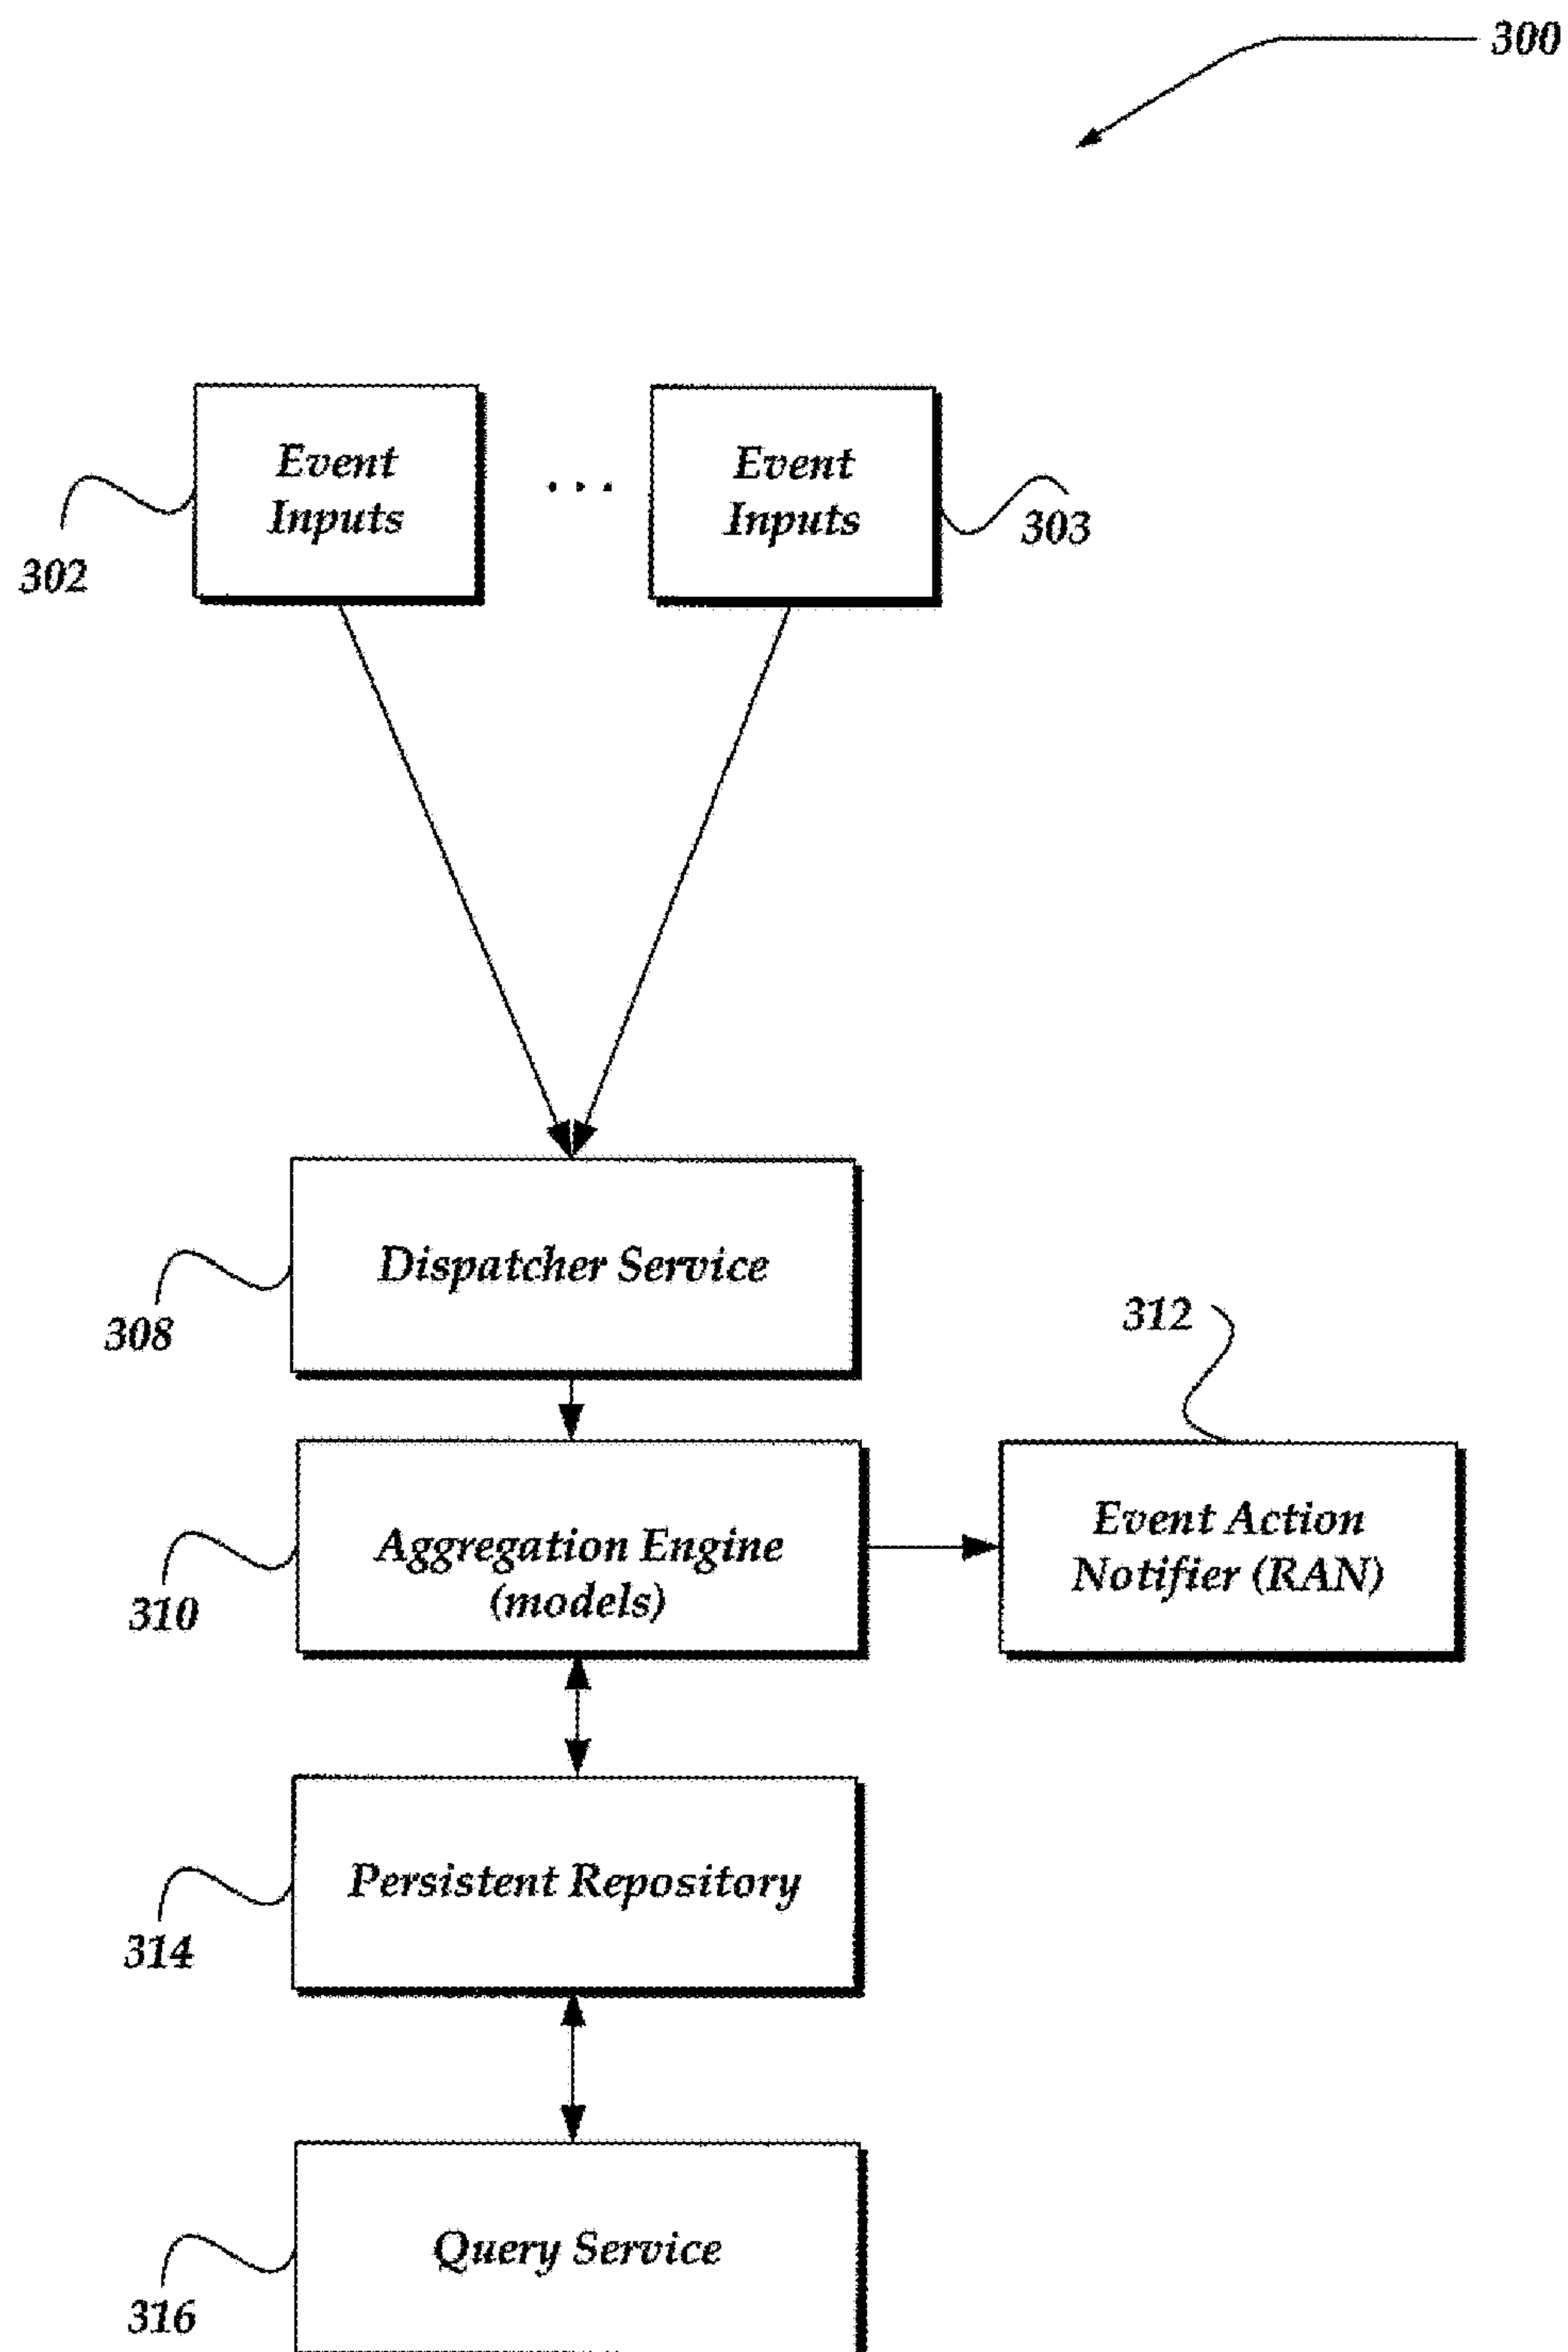 300
Event
Inputs
...
Event
Inputs
302
303
Dispatcher Service
308
312
Aggregation Engine
(models)
Event Action
Notifier (RAN)
310
Persistent Repository
314
Query Service
316